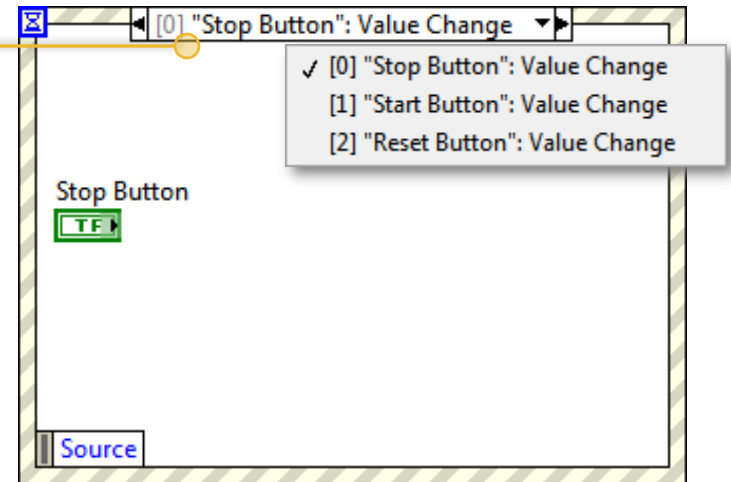 [0] "Stop Button": Value Change
✓ [0] "Stop Button": Value Change
[1] "Start Button": Value Change
[2] "Reset Button": Value Change
Stop Button
TF
Source